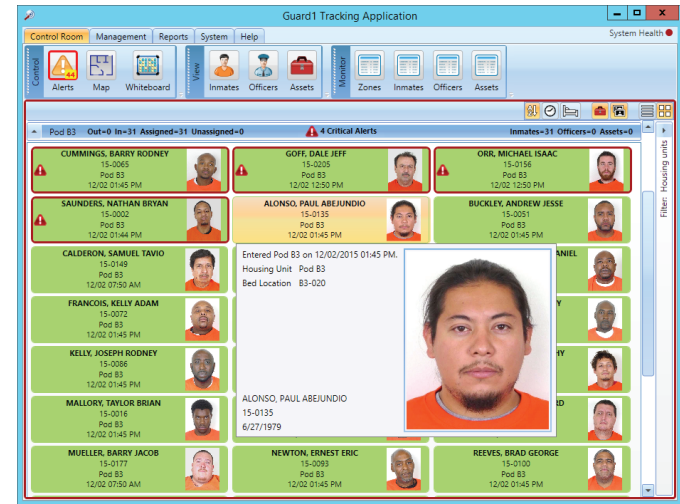 Guard1 Tracking Application
Control Room Management Reports System Help System Health
Control
44
Alerts Map Whiteboard
View
Inmates Officers Assets
Monitor
Zones Inmates Officers Assets
Pod B3 Out=0 In=31 Assigned=31 Unassigned=0 4 Critical Alerts Inmates=31 Officers=0 Assets=0
Filter: Housing units
CUMMINGS, BARRY RODNEY
15-0065
Pod B3
12/02 01:45 PM
GOFF, DALE JEFF
15-0205
Pod B3
12/02 12:50 PM
ORR, MICHAEL ISAAC
15-0156
Pod B3
12/02 12:50 PM
SAUNDERS, NATHAN BRYAN
15-0002
Pod B3
12/02 01:44 PM
ALONSO, PAUL ABEJUNDIO
15-0135
Pod B3
12/02 01:45 PM
BUCKLEY, ANDREW JESSE
15-0051
Pod B3
12/02 01:45 PM
CALDERON, SAMUEL TAVIO
15-0149
Pod B3
12/02 07:50 AM
Entered Pod B3 on 12/02/2015 01:45 PM.
Housing Unit Pod B3
Bed Location B3-020
ALONSO, PAUL ABEJUNDIO
15-0135
6/27/1979
ANIEL
FRANCOIS, KELLY ADAM
15-0072
Pod B3
12/02 01:45 PM
Y
KELLY, JOSEPH RODNEY
15-0086
Pod B3
12/02 01:45 PM
HY
MALLORY, TAYLOR BRIAN
15-0016
Pod B3
12/02 01:45 PM
RD
MUELLER, BARRY JACOB
15-0177
Pod B3
12/02 07:50 AM
NEWTON, ERNEST ERIC
15-0093
Pod B3
12/02 01:45 PM
REEVES, BRAD GEORGE
15-0100
Pod B3
12/02 01:45 PM